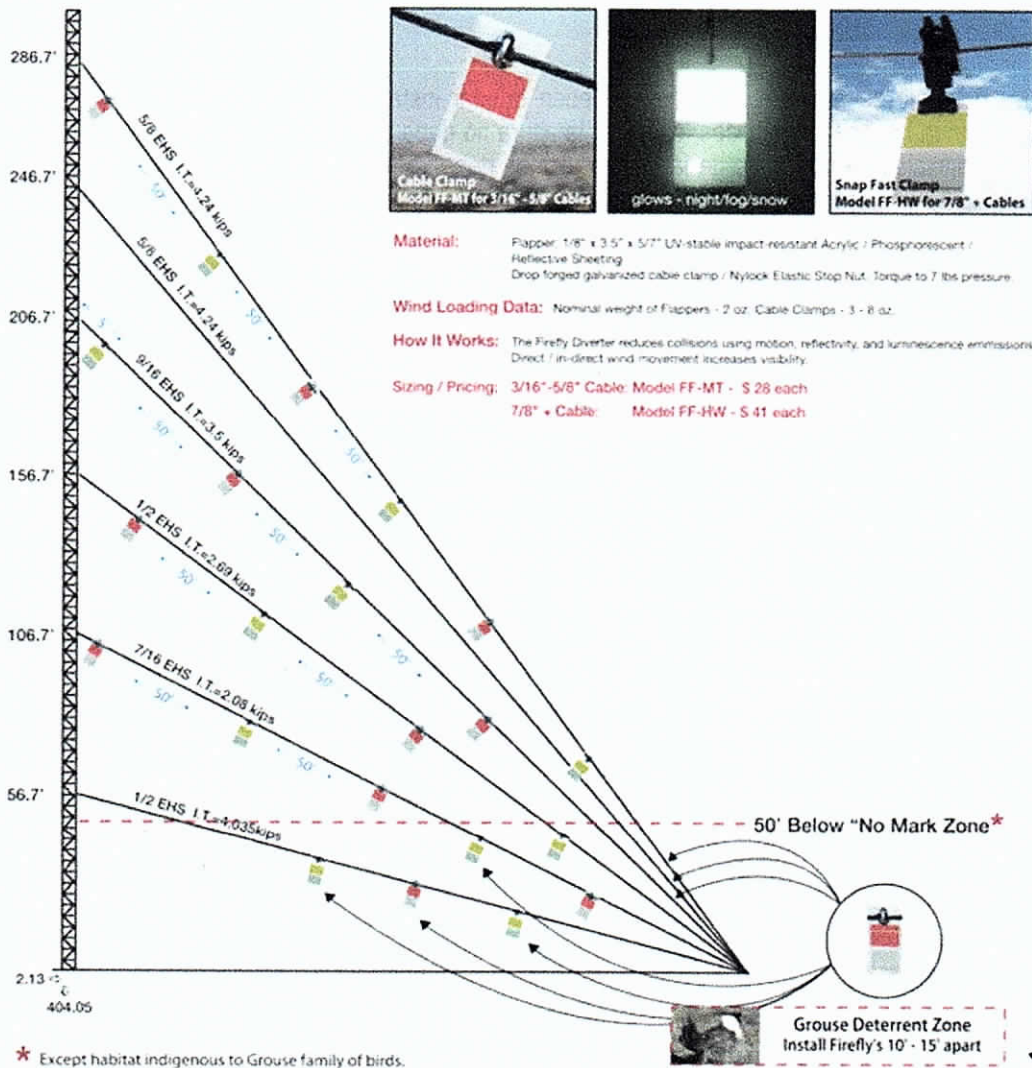 286.7'
246.7'
206.7'
156.7'
106.7'
56.7'
2.13
0
404.05
5/8 EHS I.T.=4.24 kips
5/8 EHS I.T.=4.24 kips
9/16 EHS I.T.=3.5 kips
1/2 EHS I.T.=2.69 kips
7/16 EHS I.T.=2.08 kips
1/2 EHS I.T.=4.035kips
50'
50'
50'
50'
5'
50'
50'
50'
50'
50'
50'
50'
Cable Clamp
Model FF-MT for 3/16" - 5/8" Cables
glows - night/fog/snow
Snap Fast Clamp
Model FF-HW for 7/8" + Cables
Material: Flapper: 1/8" x 3.5" x 5/7" UV-stable impact-resistant Acrylic / Phosphorescent /
Reflective Sheeting
Drop forged galvanized cable clamp / Nylock Elastic Stop Nut. Torque to 7 lbs pressure
Wind Loading Data: Nominal weight of Flappers - 2 oz. Cable Clamps - 3 - 8 oz.
How It Works: The Firefly Diverter reduces collisions using motion, reflectivity, and luminescence emmissions
Direct / in-direct wind movement increases visibility.
Sizing / Pricing: 3/16"-5/8" Cable: Model FF-MT - $ 28 each
7/8" + Cable: Model FF-HW - $ 41 each
50' Below "No Mark Zone"*
Grouse Deterrent Zone
Install Firefly's 10' - 15' apart
* Except habitat indigenous to Grouse family of birds.